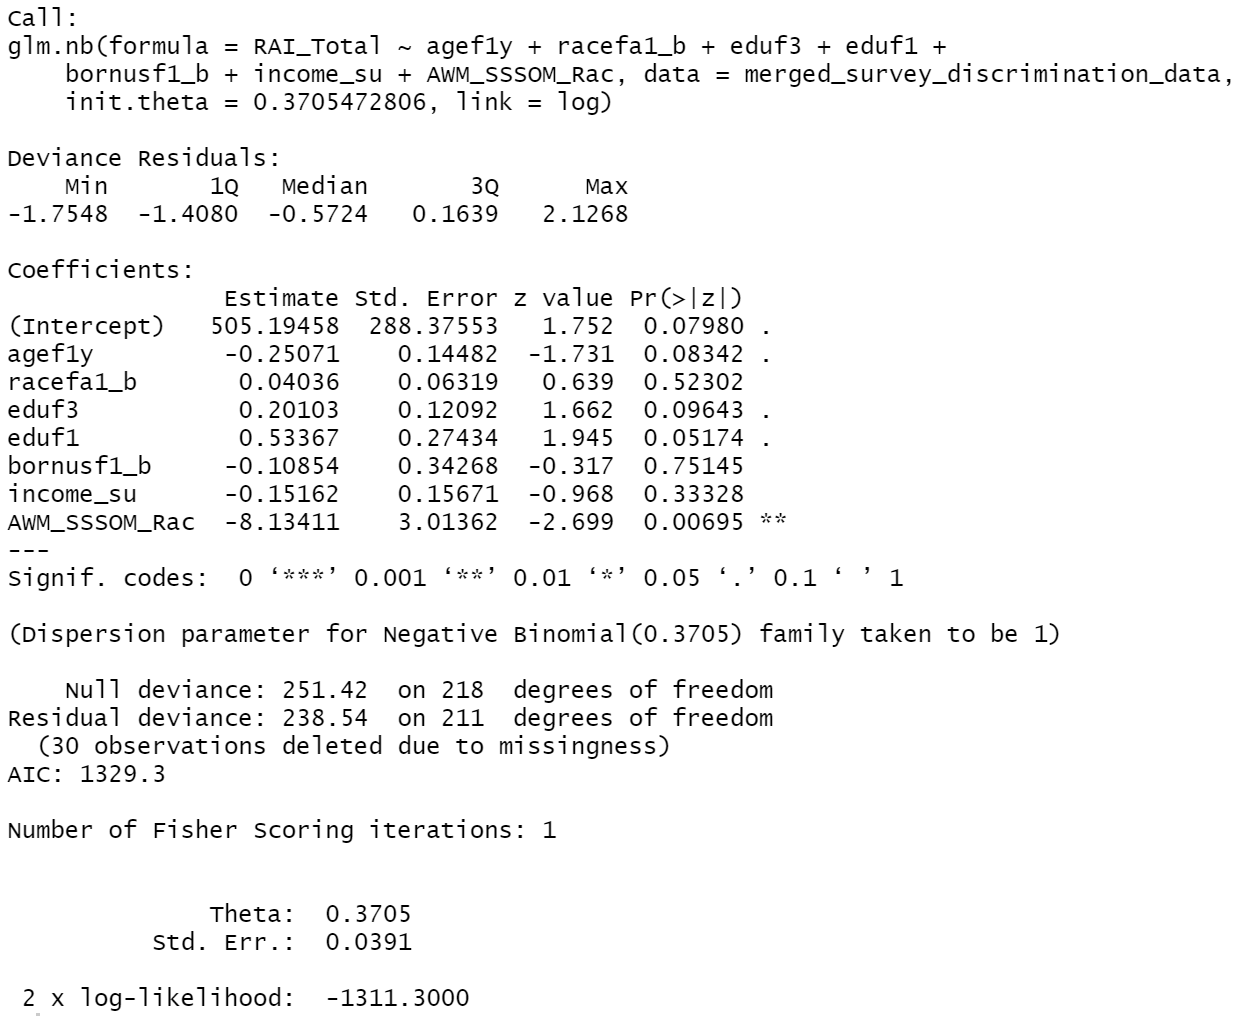 Call:
glm.nb(formula = RAI_Total ~ agef1y + racefa1_b + eduf3 + eduf1 +
    bornusf1_b + income_su + AWM_SSSOM_Rac, data = merged_survey_discrimination_data,
    init.theta = 0.3705472806, link = log)

Deviance Residuals:
    Min       1Q   Median       3Q      Max
-1.7548  -1.4080  -0.5724   0.1639   2.1268

Coefficients:
               Estimate Std. Error z value Pr(>|z|)
(Intercept)   505.19458  288.37553   1.752  0.07980 .
agef1y         -0.25071    0.14482  -1.731  0.08342 .
racefa1_b       0.04036    0.06319   0.639  0.52302
eduf3           0.20103    0.12092   1.662  0.09643 .
eduf1           0.53367    0.27434   1.945  0.05174 .
bornusf1_b     -0.10854    0.34268  -0.317  0.75145
income_su      -0.15162    0.15671  -0.968  0.33328
AWM_SSSOM_Rac  -8.13411    3.01362  -2.699  0.00695 **
---
Signif. codes:  0 ‘***’ 0.001 ‘**’ 0.01 ‘*’ 0.05 ‘.’ 0.1 ‘ ’ 1

(Dispersion parameter for Negative Binomial(0.3705) family taken to be 1)

    Null deviance: 251.42  on 218  degrees of freedom
Residual deviance: 238.54  on 211  degrees of freedom
  (30 observations deleted due to missingness)
AIC: 1329.3

Number of Fisher Scoring iterations: 1


              Theta:  0.3705
          Std. Err.:  0.0391

 2 x log-likelihood:  -1311.3000